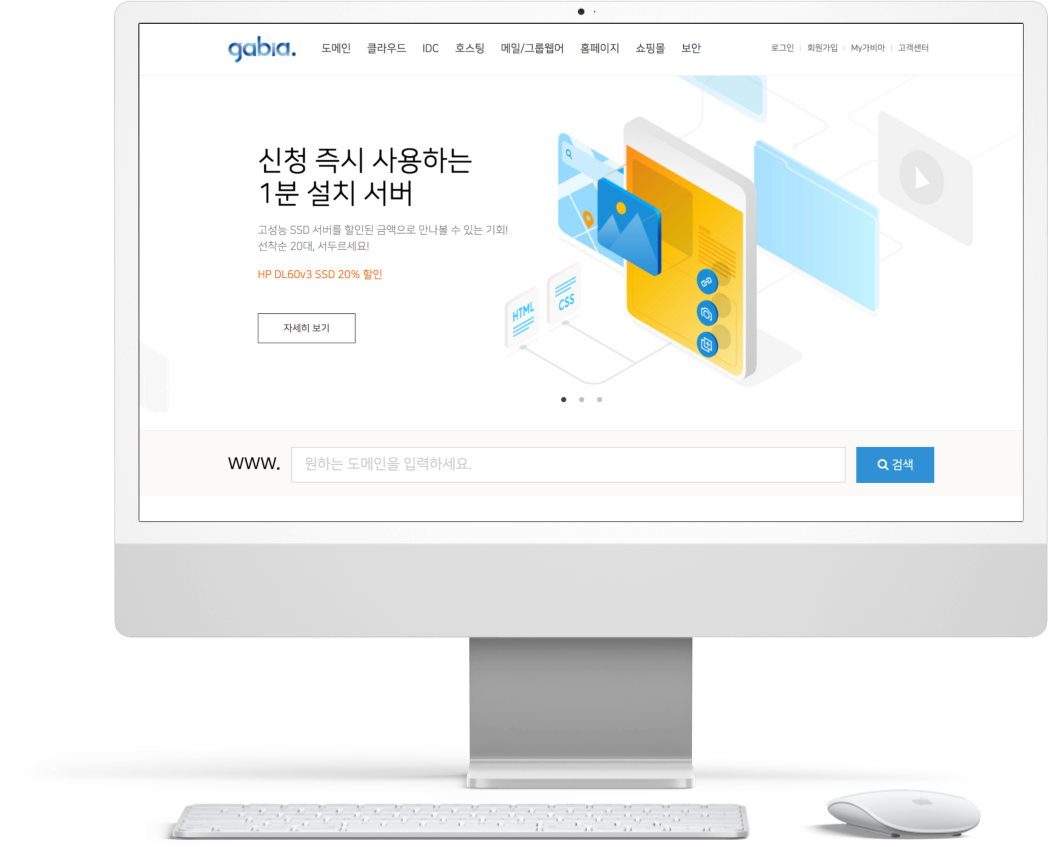 gabia.
도메인 클라우드 IDC 호스팅 메일/그룹웨어 홈페이지 쇼핑몰 보안
로그인 회원가입 My가비아 고객센터
신청 즉시 사용하는
1분 설치 서버
고성능 SSD 서버를 할인된 금액으로 만나볼 수 있는 기회!
선착순 20대, 서두르세요!
HP DL60v3 SSD 20% 할인
자세히 보기
HTML
CSS
www.
원하는 도메인을 입력하세요.
검색